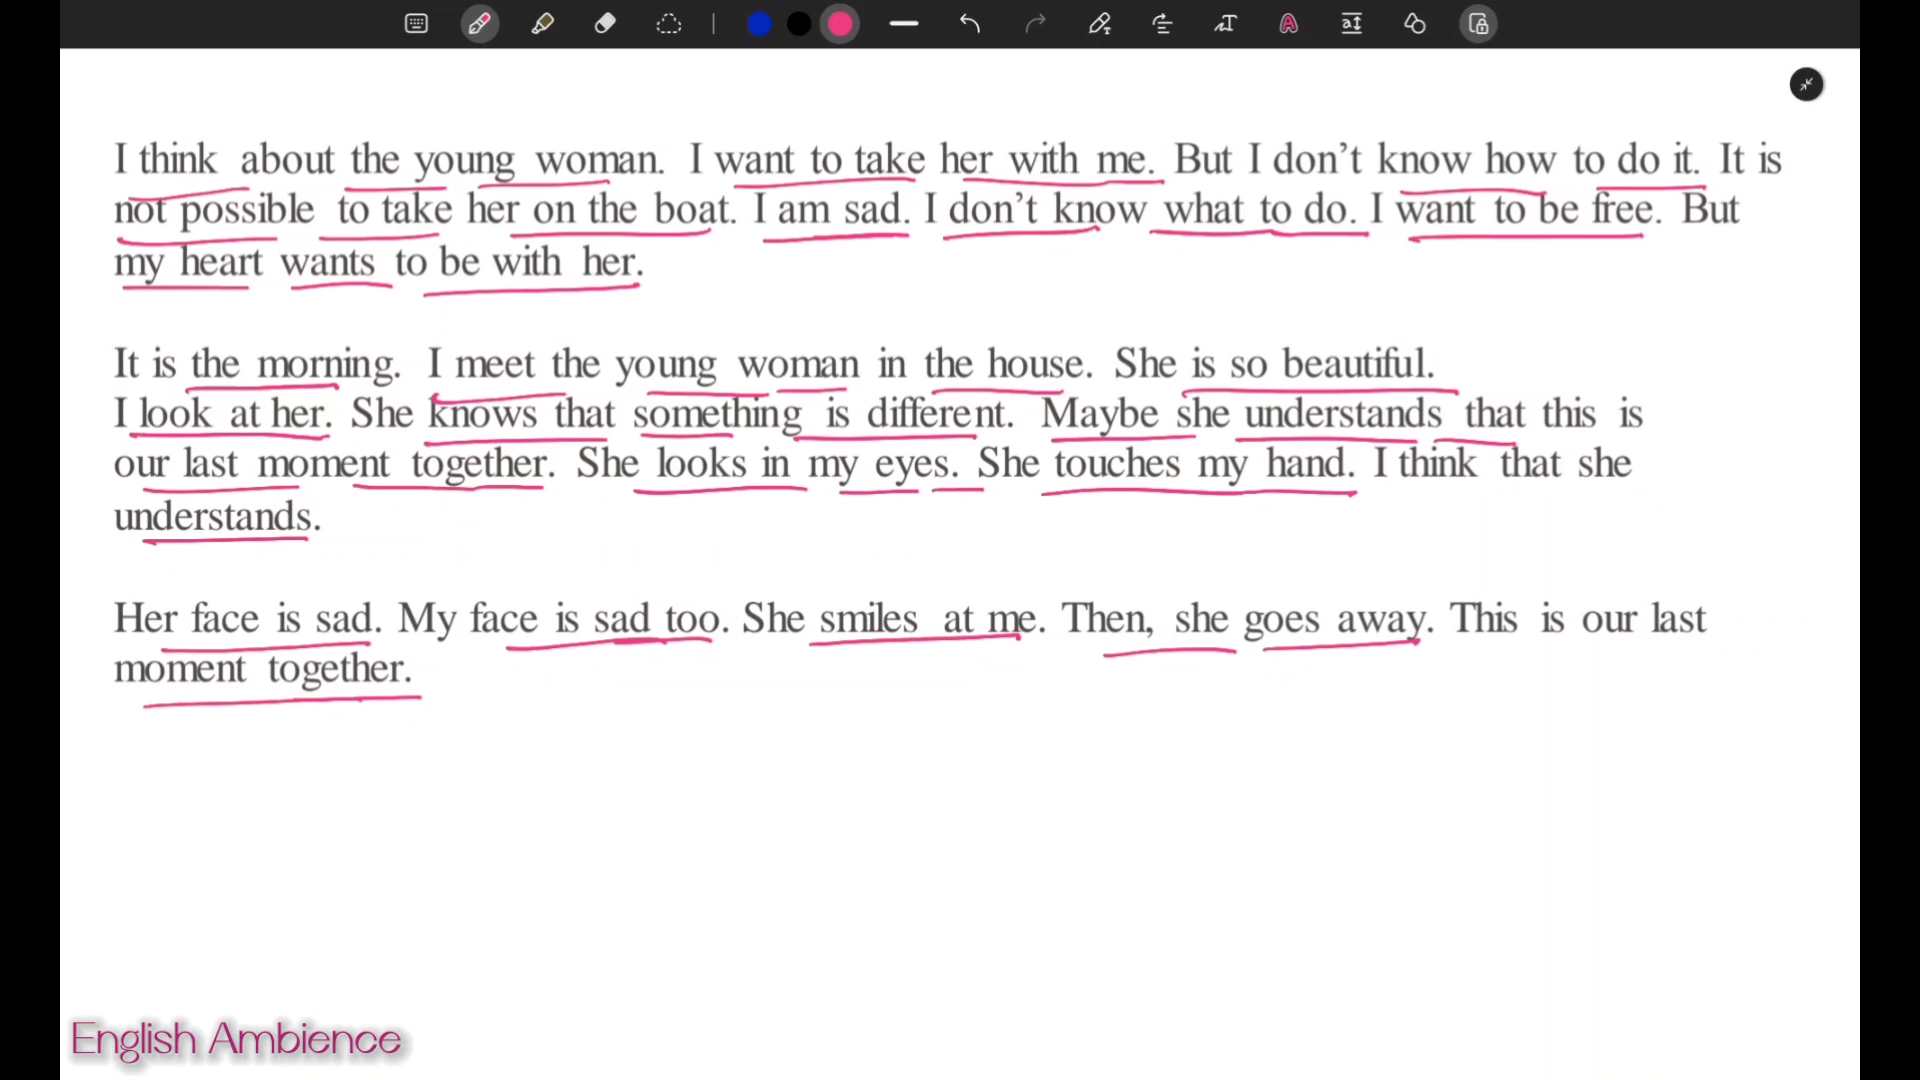 I think about the young woman. I want to take her with me. But I don’t know how to do it. It is
not possible to take her on the boat. I am sad. I don’t know what to do. I want to be free. But
my heart wants to be with her.
It is the morning. I meet the young woman in the house. She is so beautiful.
I look at her. She knows that something is different. Maybe she understands that this is
our last moment together. She looks in my eyes. She touches my hand. I think that she
understands.
Her face is sad. My face is sad too. She smiles at me. Then, she goes away. This is our last
moment together.
English Ambience